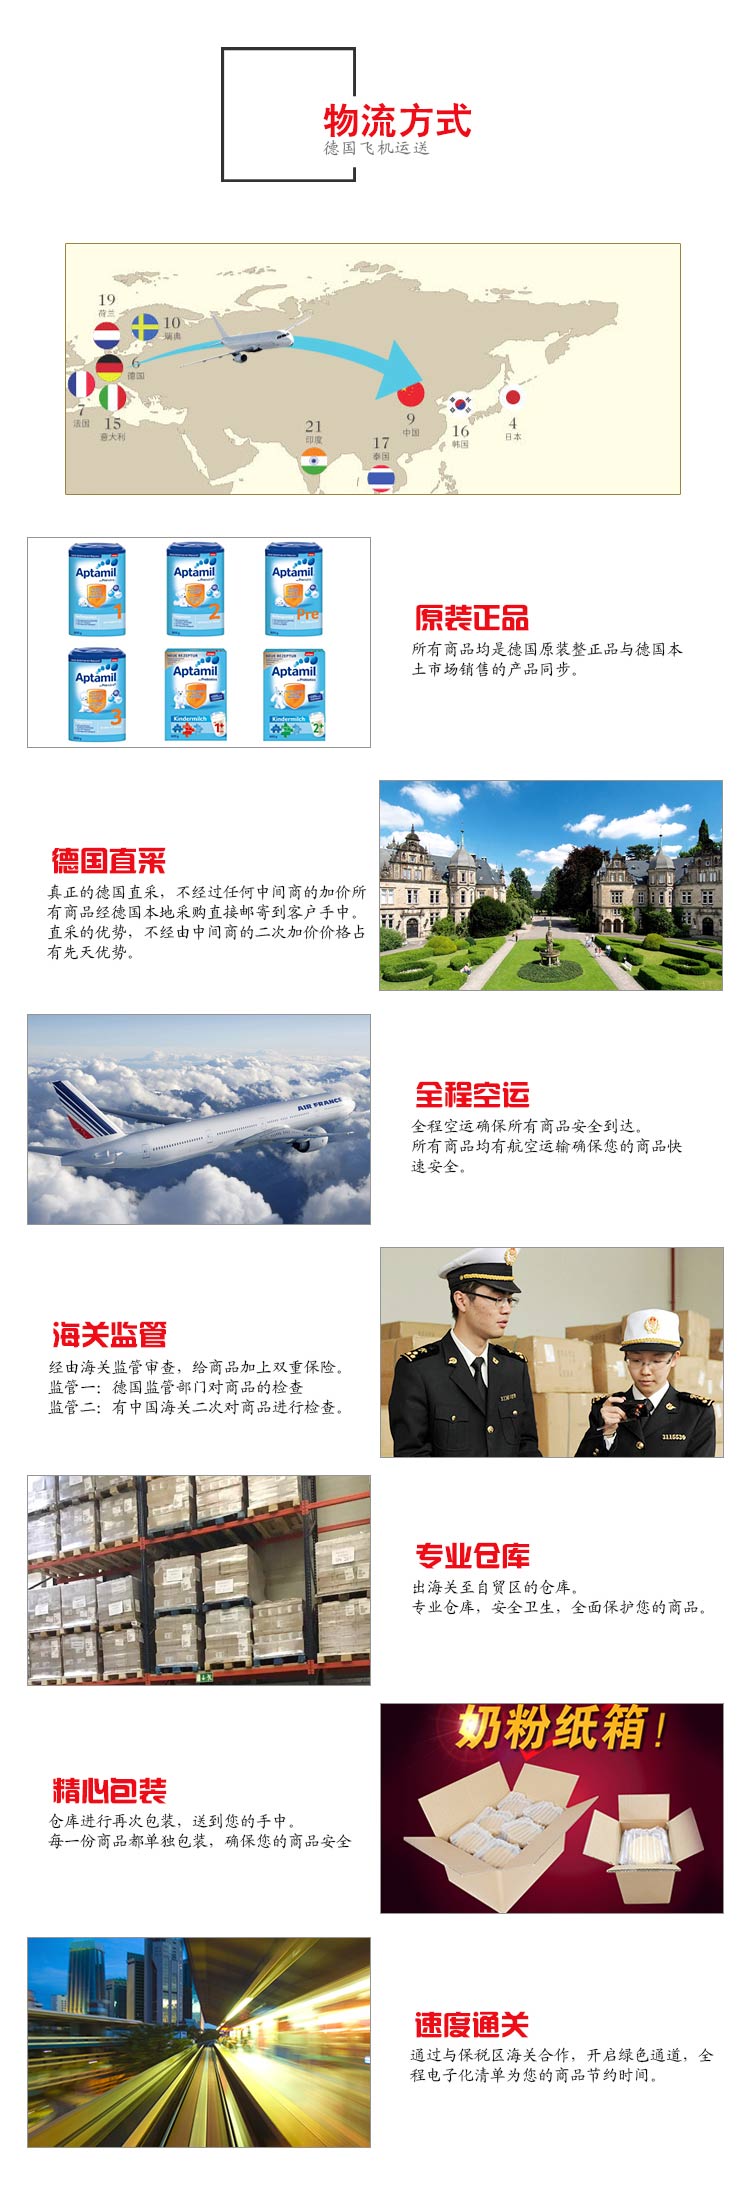 物流方式
德国飞机运送
19
荷兰
10
瑞典
6
德国
7
法国
15
意大利
21
印度
17
泰国
9
中国
16
韩国
4
日本
Aptamil
1
Aptamil
2
Aptamil
Pre
Aptamil
3
Aptamil
Kindermilch
1+
Aptamil
Kindermilch
2+
原装正品
所有商品均是德国原装整正品与德国本
土市场销售的产品同步。
德国直采
真正的德国直采，不经过任何中间商的加价所
有商品经德国本地采购直接邮寄到客户手中。
直采的优势，不经由中间商的二次加价价格占
有先天优势。
AIR FRANCE
全程空运
全程空运确保所有商品安全到达。
所有商品均有航空运输确保您的商品快
速安全。
海关监管
经由海关监管审查，给商品加上双重保险。
监管一：德国监管部门对商品的检查
监管二：有中国海关二次对商品进行检查。
专业仓库
出海关至自贸区的仓库。
专业仓库，安全卫生，全面保护您的商品。
奶粉纸箱！
精心包装
仓库进行再次包装，送到您的手中。
每一份商品都单独包装，确保您的商品安全
速度通关
通过与保税区海关合作，开启绿色通道，全
程电子化清单为您的商品节约时间。